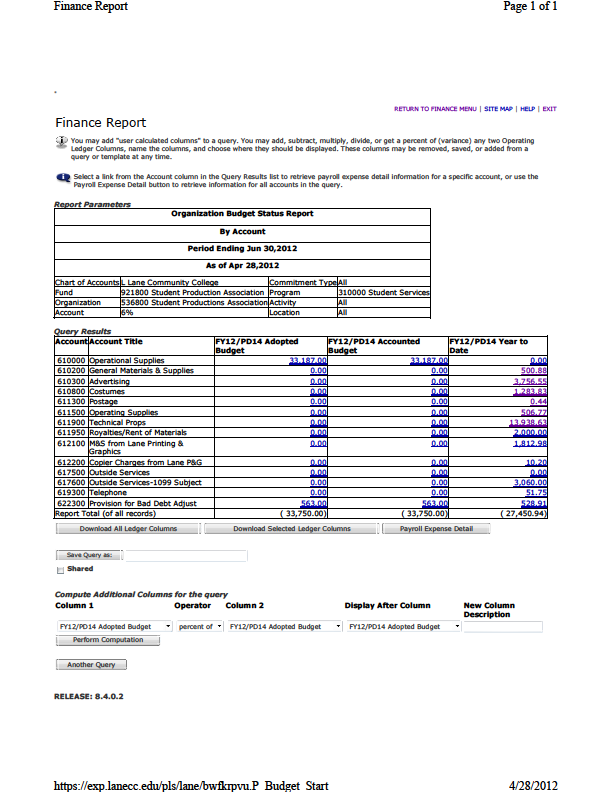 Finance Report Page 1 of 1
RETURN TO FINANCE MENU | SITE MAP | HELP | EXIT
Finance Report
You may add "user calculated columns" to a query. You may add, subtract, multiply, divide, or get a percent of (variance) any two Operating
Ledger Columns, name the columns, and choose where they should be displayed. These columns may be removed, saved, or added from a
query or template at any time.
Select a link from the Account column in the Query Results list to retrieve payroll expense detail information for a specific account, or use the
Payroll Expense Detail button to retrieve information for all accounts in the query.
Report Parameters
Organization Budget Status Report
By Account
Period Ending Jun 30,2012
As of Apr 28,2012
Chart of Accounts L Lane Community College Commitment Type All
Fund 921800 Student Production Association Program 310000 Student Services
Organization 536800 Student Productions Association Activity All
Account 6% Location All
Query Results
Account Account Title FY12/PD14 Adopted FY12/PD14 Accounted FY12/PD14 Year to
Budget Budget Date
610000 Operational Supplies 33,187.00 33,187.00 0.00
610200 General Materials & Supplies 0.00 0.00 500.88
610300 Advertising 0.00 0.00 3,756.55
610800 Costumes 0.00 0.00 1,283.83
611300 Postage 0.00 0.00 0.44
611500 Operating Supplies 0.00 0.00 506.77
611900 Technical Props 0.00 0.00 13,938.63
611950 Royalties/Rent of Materials 0.00 0.00 2,000.00
612100 M&S from Lane Printing & 0.00 0.00 1,812.98
Graphics
612200 Copier Charges from Lane P&G 0.00 0.00 10.20
617500 Outside Services 0.00 0.00 0.00
617600 Outside Services-1099 Subject 0.00 0.00 3,060.00
619300 Telephone 0.00 0.00 51.75
622300 Provision for Bad Debt Adjust 563.00 563.00 528.91
Report Total (of all records) ( 33,750.00) ( 33,750.00) ( 27,450.94)
Download All Ledger Columns Download Selected Ledger Columns Payroll Expense Detail
Save Query as:
Shared
Compute Additional Columns for the query
Column 1 Operator Column 2 Display After Column New Column
Description
FY12/PD14 Adopted Budget percent of FY12/PD14 Adopted Budget FY12/PD14 Adopted Budget
Perform Computation
Another Query
RELEASE: 8.4.0.2
https://exp.lanecc.edu/pls/lane/bwfkrpvu.P_Budget_Start 4/28/2012